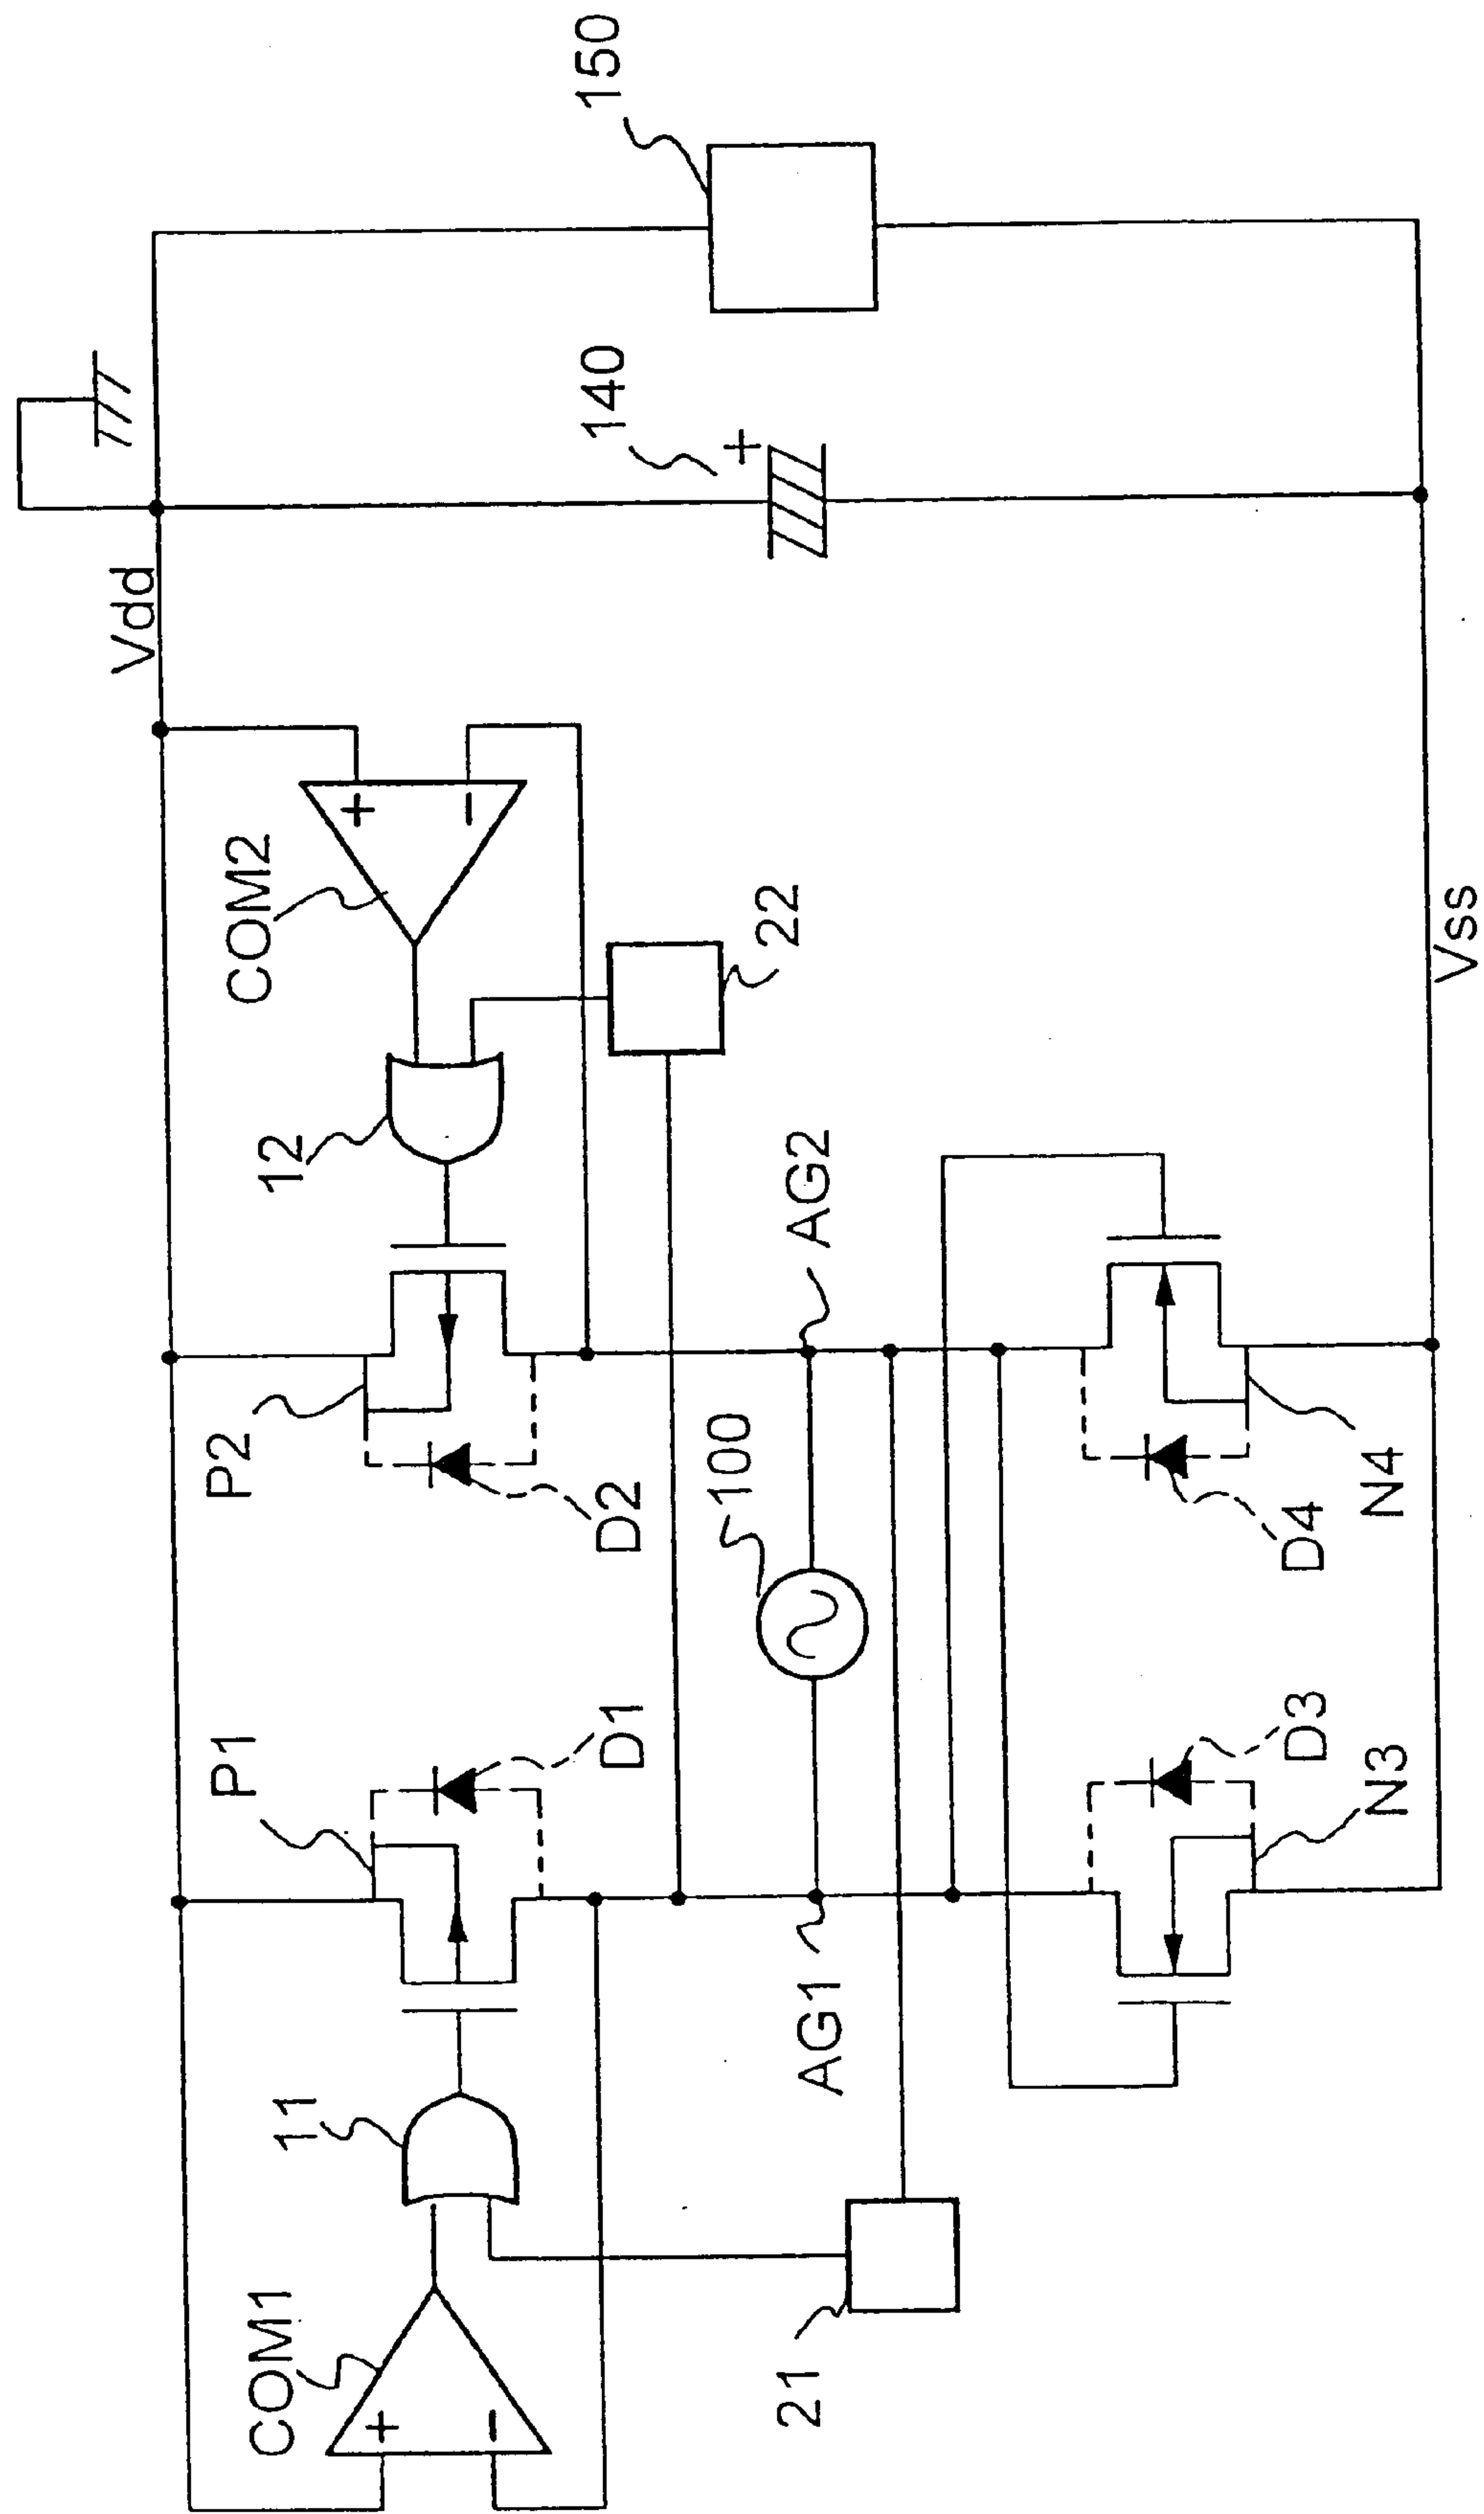 COM1
+
−
11
P1
D1
P2
D2
12
COM2
+
−
Vdd
21
AG1
100
AG2
22
140
+
150
N3
D3
D4
N4
Vss